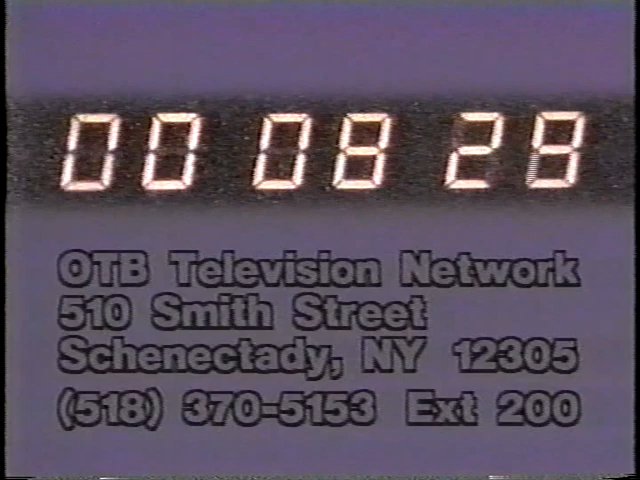 00 08 28
OTB Television Network
510 Smith Street
Schenectady, NY 12305
(518) 370-5153 Ext 200